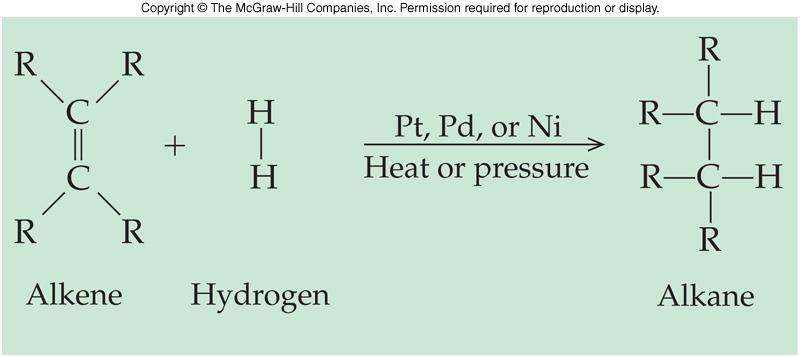 Copyright © The McGraw-Hill Companies, Inc. Permission required for reproduction or display.
R R
C
C
R R
+
H
H
Pt, Pd, or Ni
Heat or pressure
R
R—C—H
R—C—H
R
Alkene
Hydrogen
Alkane